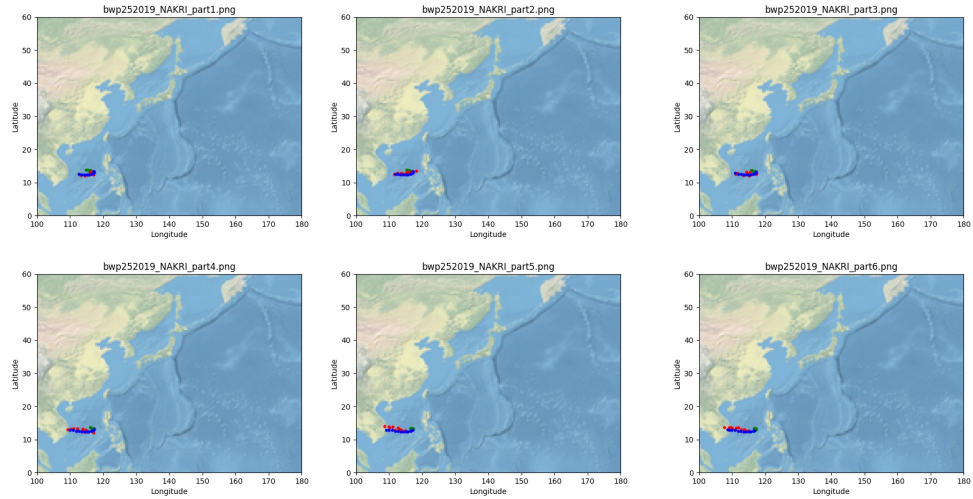 bwp252019_NAKRI_part1.png
bwp252019_NAKRI_part2.png
bwp252019_NAKRI_part3.png
60
50
40
30
20
10
0
Latitude
100 110 120 130 140 150 160 170 180
Longitude
60
50
40
30
20
10
0
Latitude
100 110 120 130 140 150 160 170 180
Longitude
60
50
40
30
20
10
0
Latitude
100 110 120 130 140 150 160 170 180
Longitude
bwp252019_NAKRI_part4.png
bwp252019_NAKRI_part5.png
bwp252019_NAKRI_part6.png
60
50
40
30
20
10
0
Latitude
100 110 120 130 140 150 160 170 180
Longitude
60
50
40
30
20
10
0
Latitude
100 110 120 130 140 150 160 170 180
Longitude
60
50
40
30
20
10
0
Latitude
100 110 120 130 140 150 160 170 180
Longitude